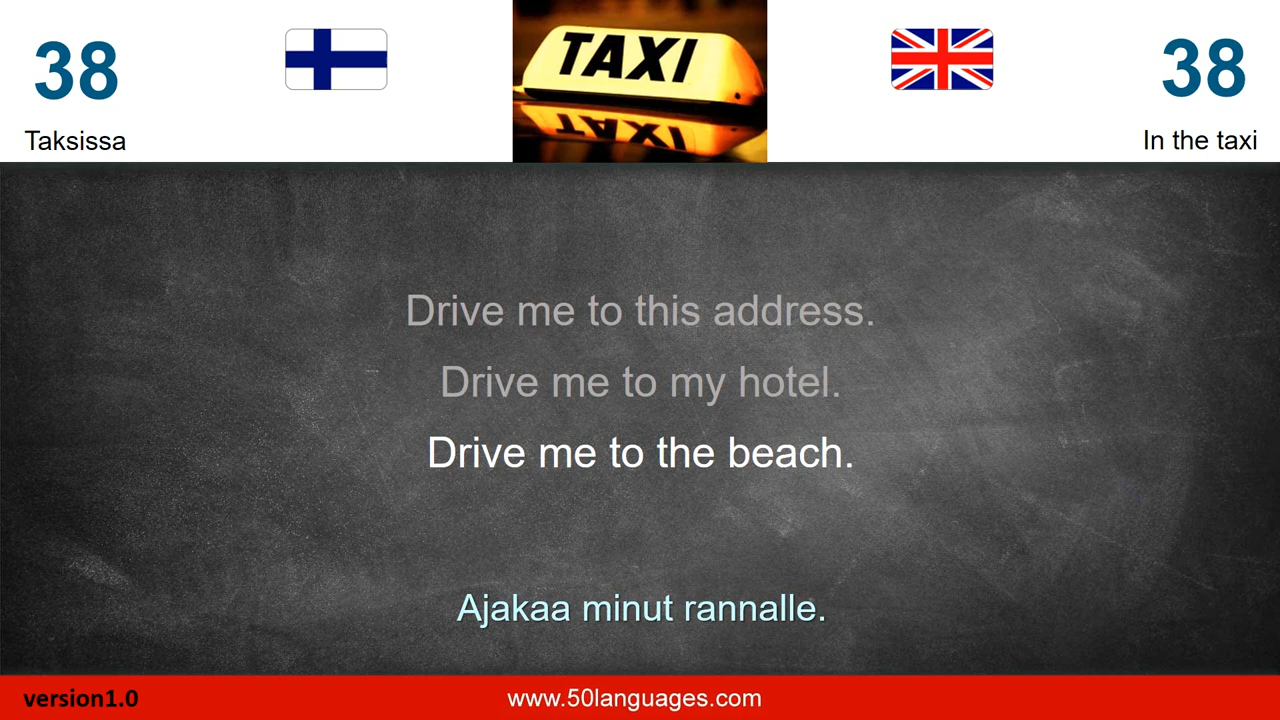 38
38
TAXI
Taksissa
In the taxi
Drive me to this address.
Drive me to my hotel.
Drive me to the beach.
Ajakaa minut rannalle.
version1.0
www.50languages.com